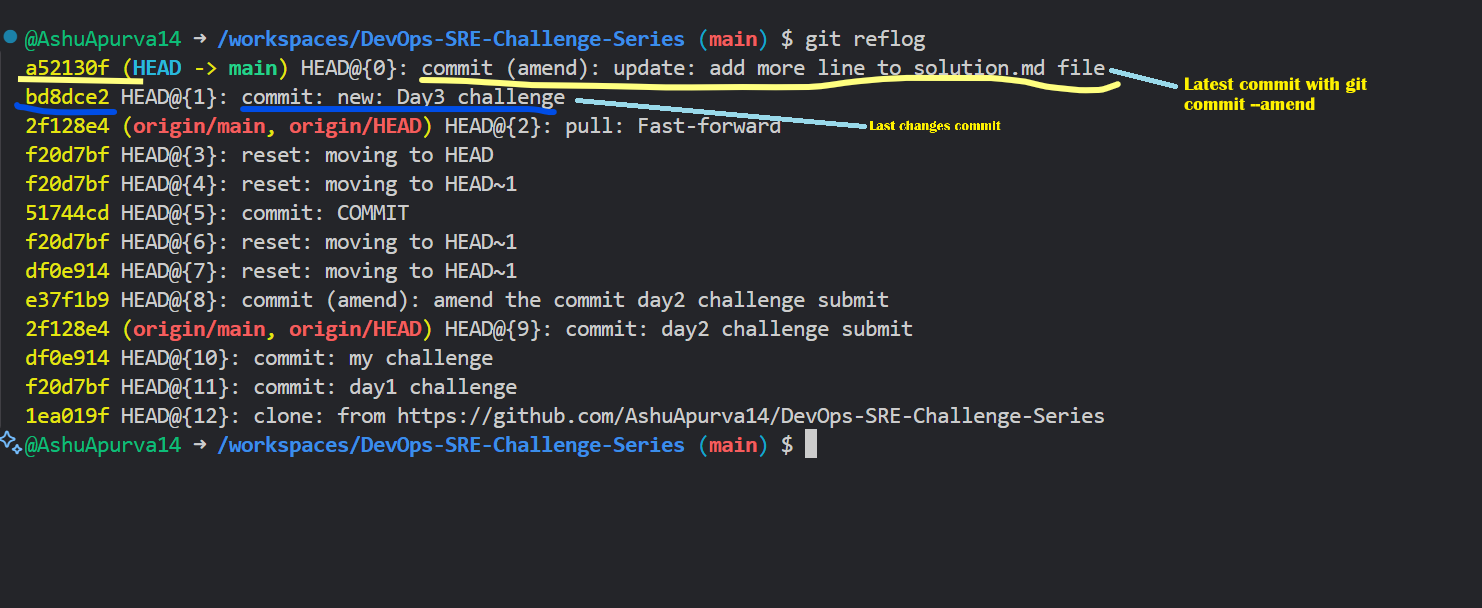 @AshuApurva14 → /workspaces/DevOps-SRE-Challenge-Series (main) $ git reflog
a52130f (HEAD -> main) HEAD@{0}: commit (amend): update: add more line to solution.md file
Latest commit with git
commit --amend
bd8dce2 HEAD@{1}: commit: new: Day3 challenge
Last changes commit
2f128e4 (origin/main, origin/HEAD) HEAD@{2}: pull: Fast-forward
f20d7bf HEAD@{3}: reset: moving to HEAD
f20d7bf HEAD@{4}: reset: moving to HEAD~1
51744cd HEAD@{5}: commit: COMMIT
f20d7bf HEAD@{6}: reset: moving to HEAD~1
df0e914 HEAD@{7}: reset: moving to HEAD~1
e37f1b9 HEAD@{8}: commit (amend): amend the commit day2 challenge submit
2f128e4 (origin/main, origin/HEAD) HEAD@{9}: commit: day2 challenge submit
df0e914 HEAD@{10}: commit: my challenge
f20d7bf HEAD@{11}: commit: day1 challenge
1ea019f HEAD@{12}: clone: from https://github.com/AshuApurva14/DevOps-SRE-Challenge-Series
@AshuApurva14 → /workspaces/DevOps-SRE-Challenge-Series (main) $